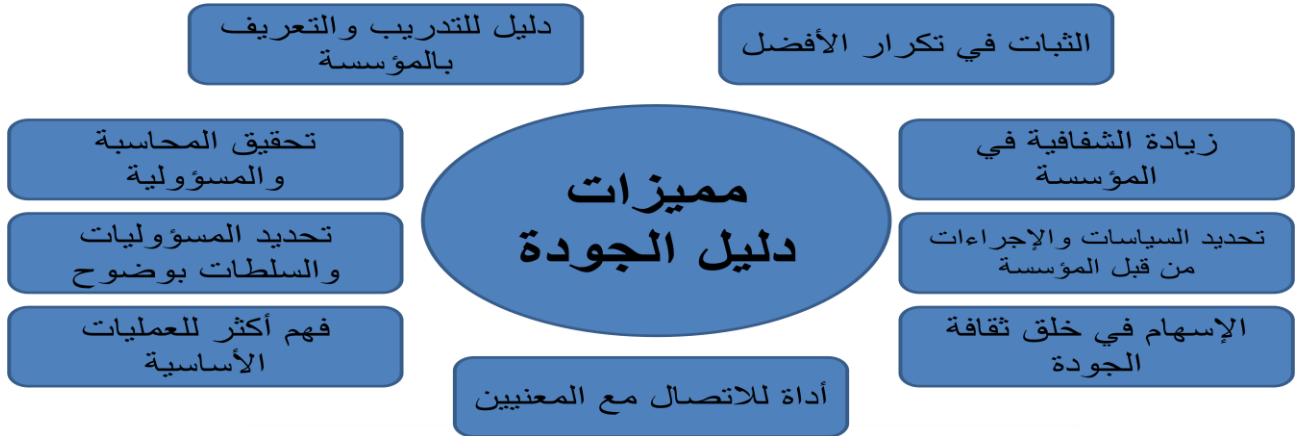 الثبات في تكرار الأفضل
دليل للتدريب والتعريف
بالمؤسسة
زيادة الشفافية في
المؤسسة
تحقيق المحاسبة
والمسؤولية
مميزات
دليل الجودة
تحديد السياسات والإجراءات
من قبل المؤسسة
تحديد المسؤوليات
والسلطات بوضوح
الإسهام في خلق ثقافة
الجودة
فهم أكثر للعمليات
الأساسية
أداة للاتصال مع المعنيين